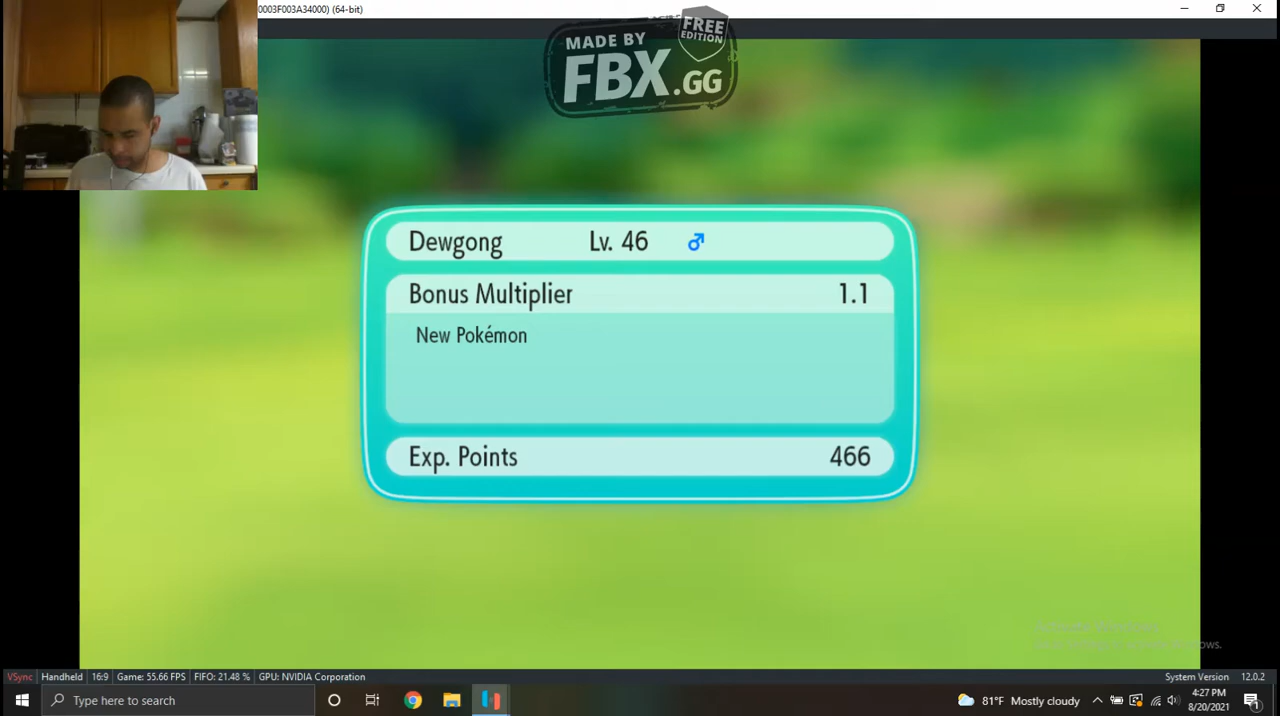 0003F003A34000) (64-bit)
MADE BY
FREE
EDITION
FBX.GG
Dewgong Lv. 46 ♂
Bonus Multiplier 1.1
New Pokémon
Exp. Points 466
VSync Handheld 16:9 Game: 55.66 FPS FIFO: 21.48 % GPU: NVIDIA Corporation System Version 12.0.2
Type here to search
81°F Mostly cloudy
4:27 PM
8/20/2021